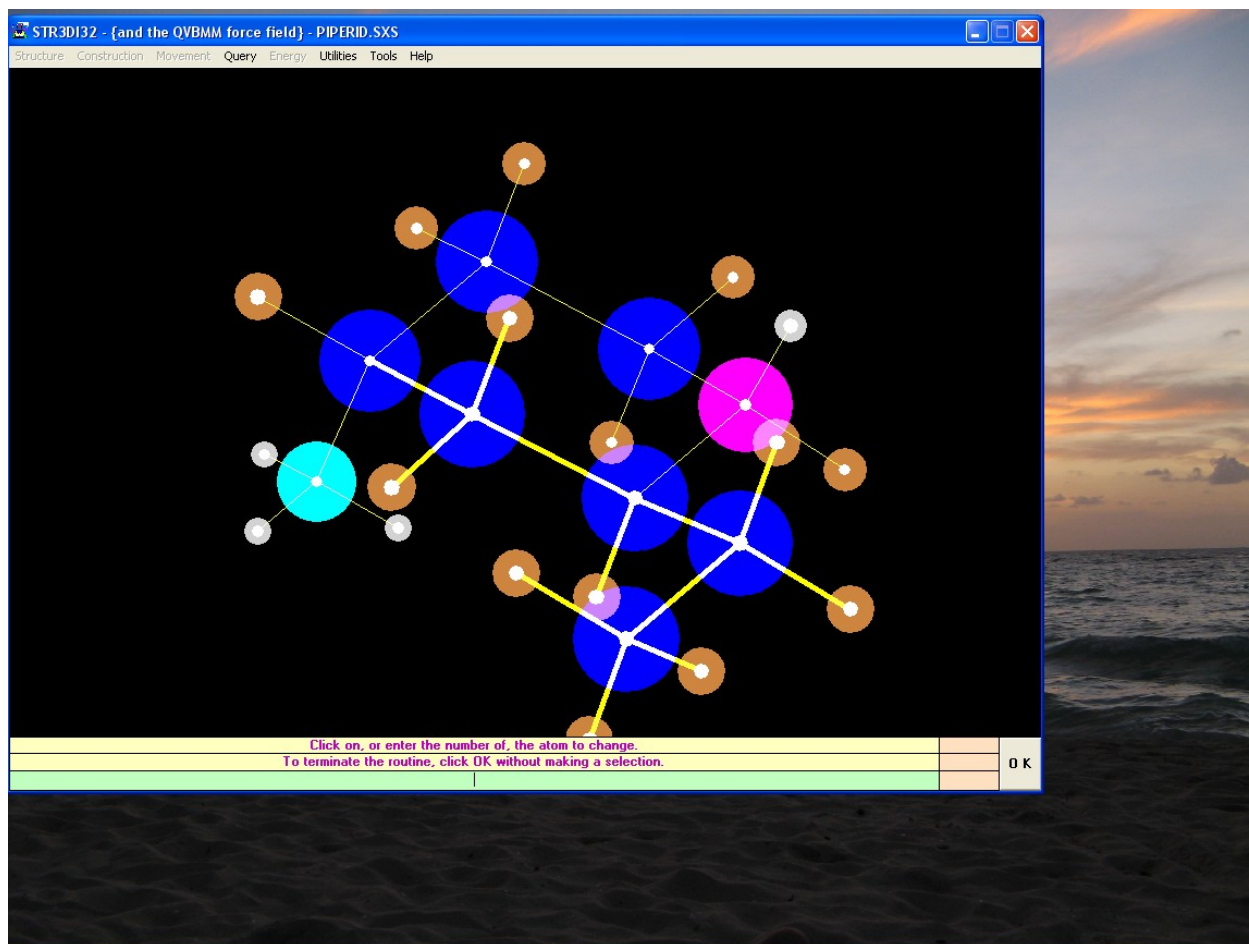 STR3DI32 - {and the QVBMM force field} - PIPERID.SXS
Structure Construction Movement Query Energy Utilities Tools Help
Click on, or enter the number of, the atom to change.
To terminate the routine, click OK without making a selection.
O K